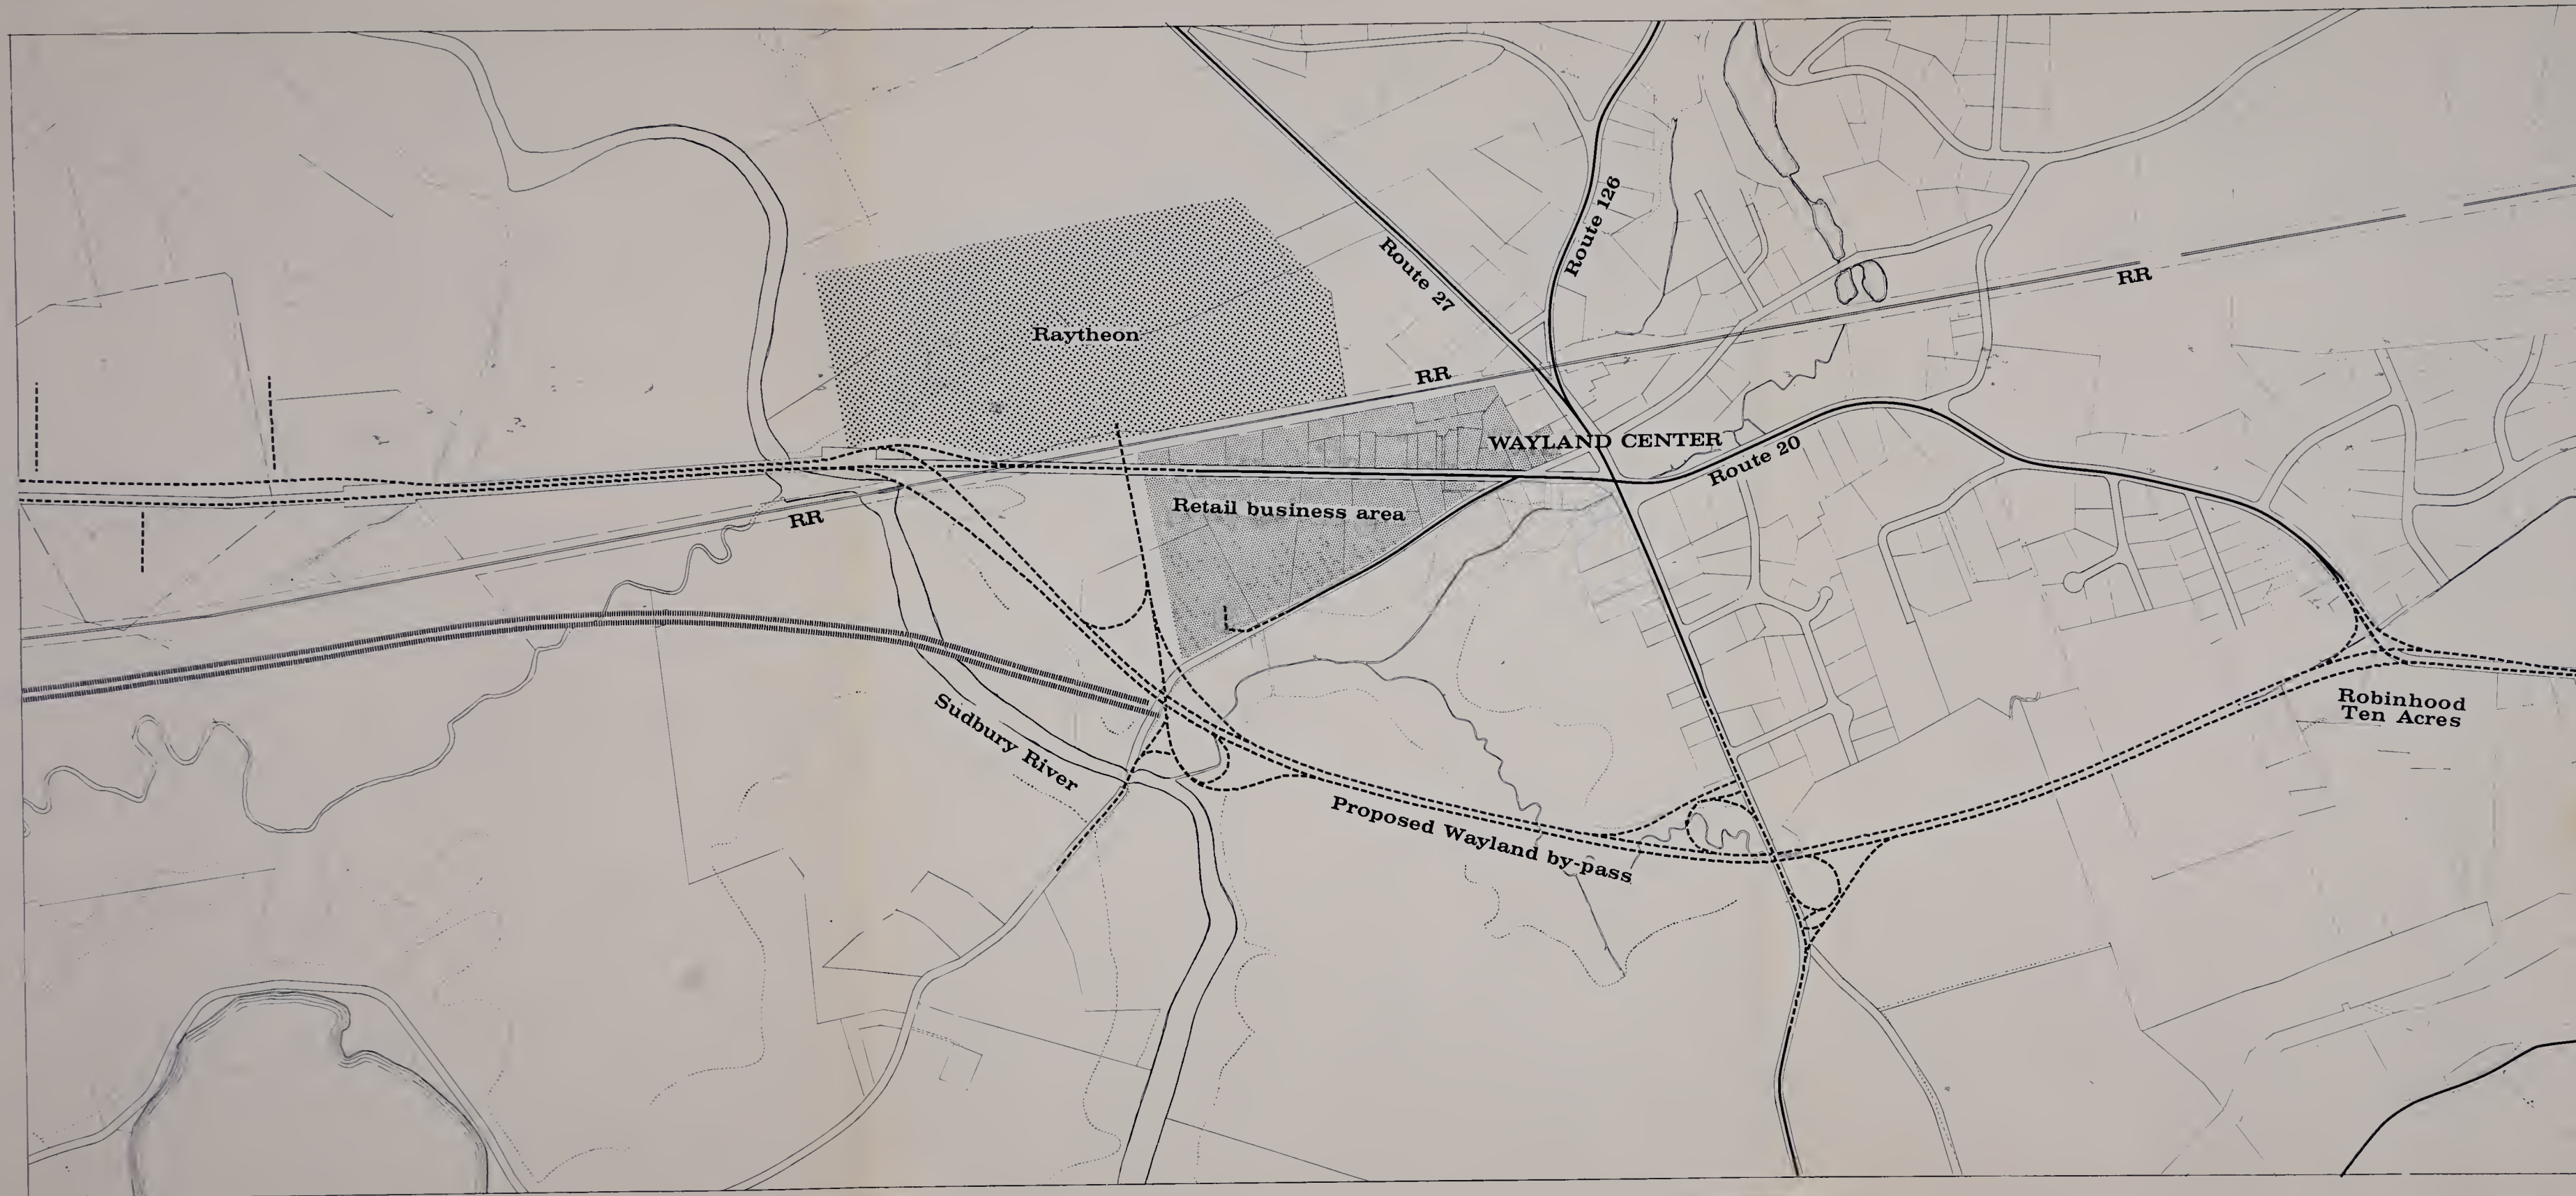 Route 126
Route 27
RR
Raytheon
RR
WAYLAND CENTER
Route 20
Retail business area
RR
Sudbury River
Robinhood
Ten Acres
Proposed Wayland by-pass